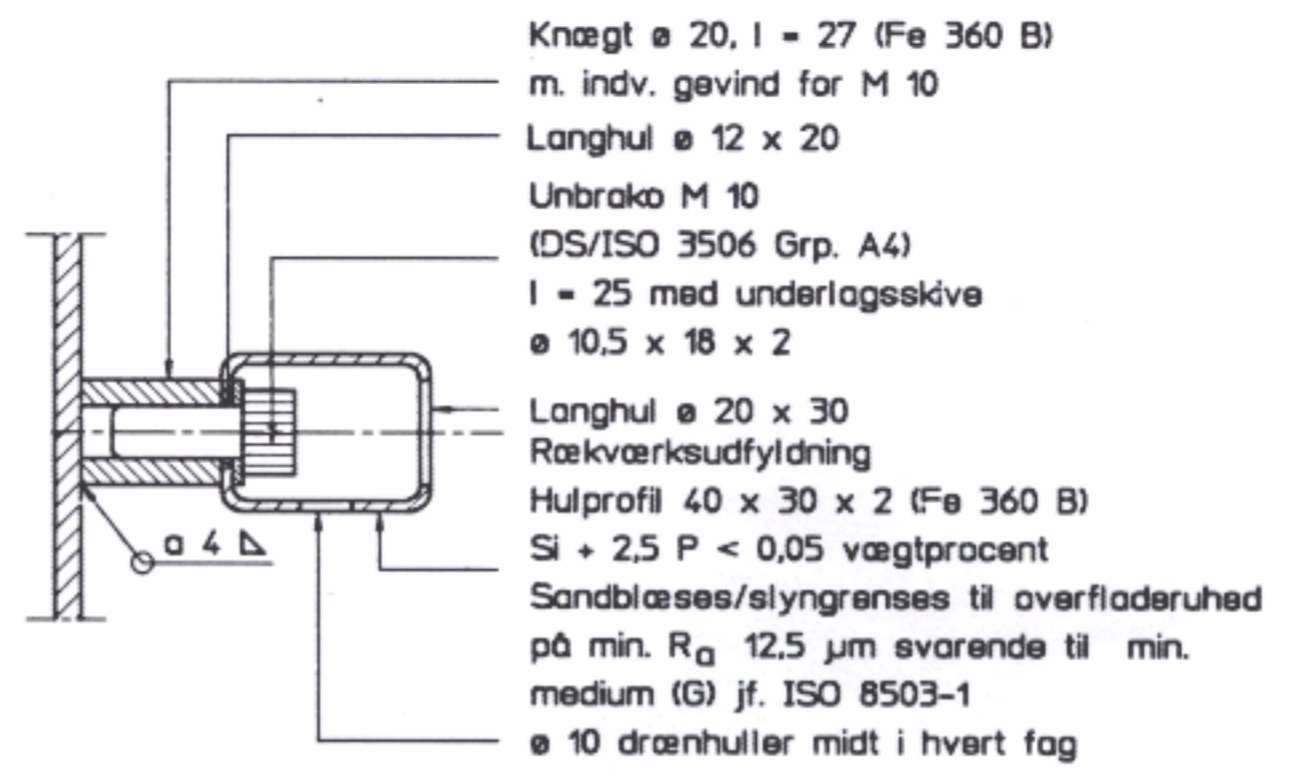 Knægt ø 20, l = 27 (Fe 360 B)
m. indv. gevind for M 10
Langhul ø 12 x 20
Unbrako M 10
(DS/ISO 3506 Grp. A4)
l = 25 med underlagsskive
ø 10,5 x 18 x 2
Langhul ø 20 x 30
Rækværksudfyldning
Hulprofil 40 x 30 x 2 (Fe 360 B)
Si + 2,5 P < 0,05 vægtprocent
a 4
Sandblæses/slyngrenses til overfladeruhed
på min. Ra 12,5 µm svarende til min.
medium (G) jf. ISO 8503-1
ø 10 drænhuller midt i hvert fag